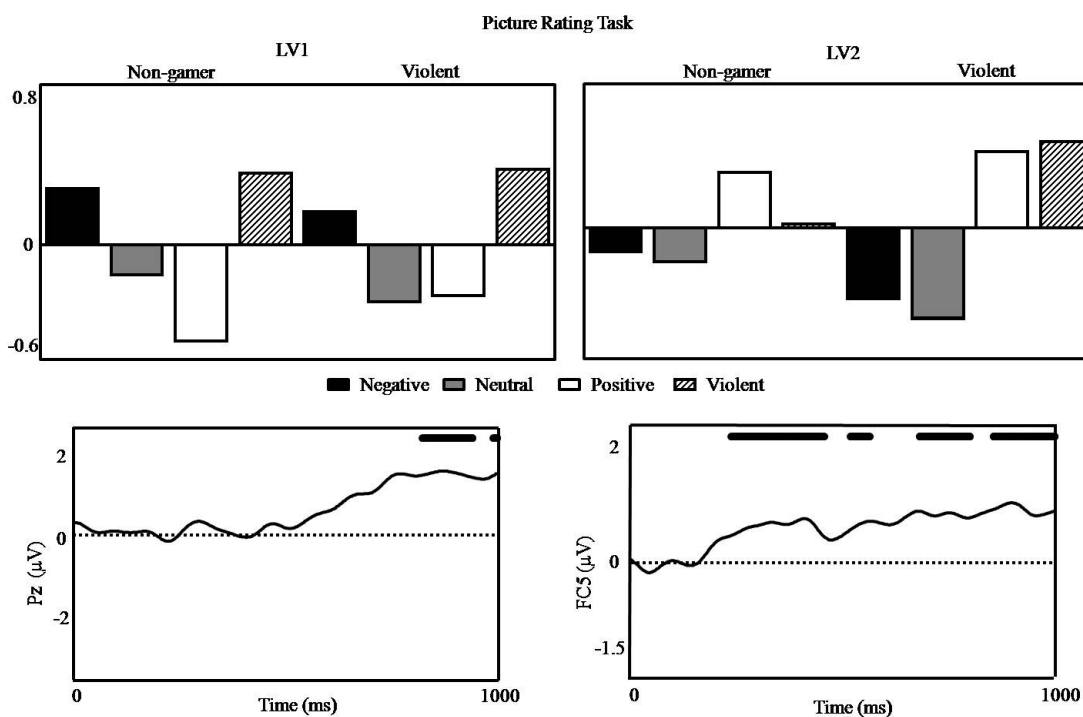 Picture Rating Task
LV1
Non-gamer Violent
LV2
Non-gamer Violent
0.8
0
-0.6
Negative Neutral Positive Violent
2
0
-2
Pz (μV)
0 1000
Time (ms)
2
0
-1.5
FC5 (μV)
0 1000
Time (ms)